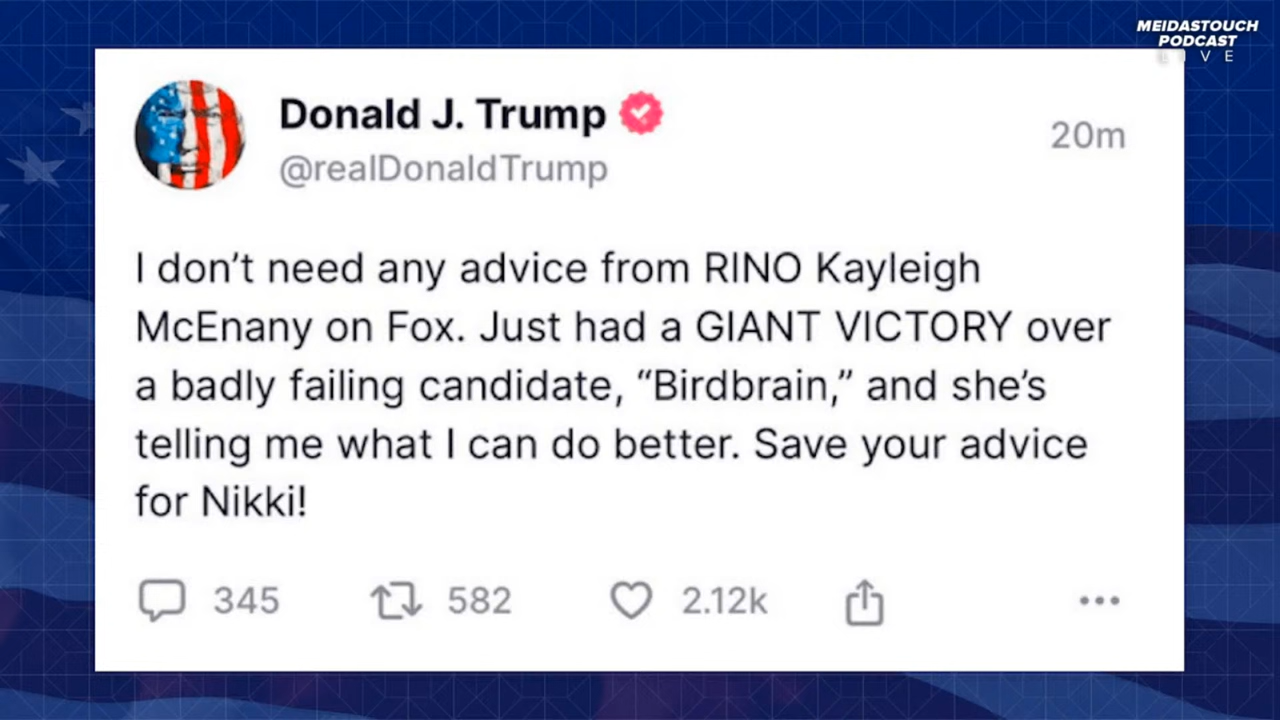 MEIDASTOUCH
PODCAST
LIVE
Donald J. Trump
@realDonaldTrump
20m
I don’t need any advice from RINO Kayleigh
McEnany on Fox. Just had a GIANT VICTORY over
a badly failing candidate, “Birdbrain,” and she’s
telling me what I can do better. Save your advice
for Nikki!
345 582 2.12k